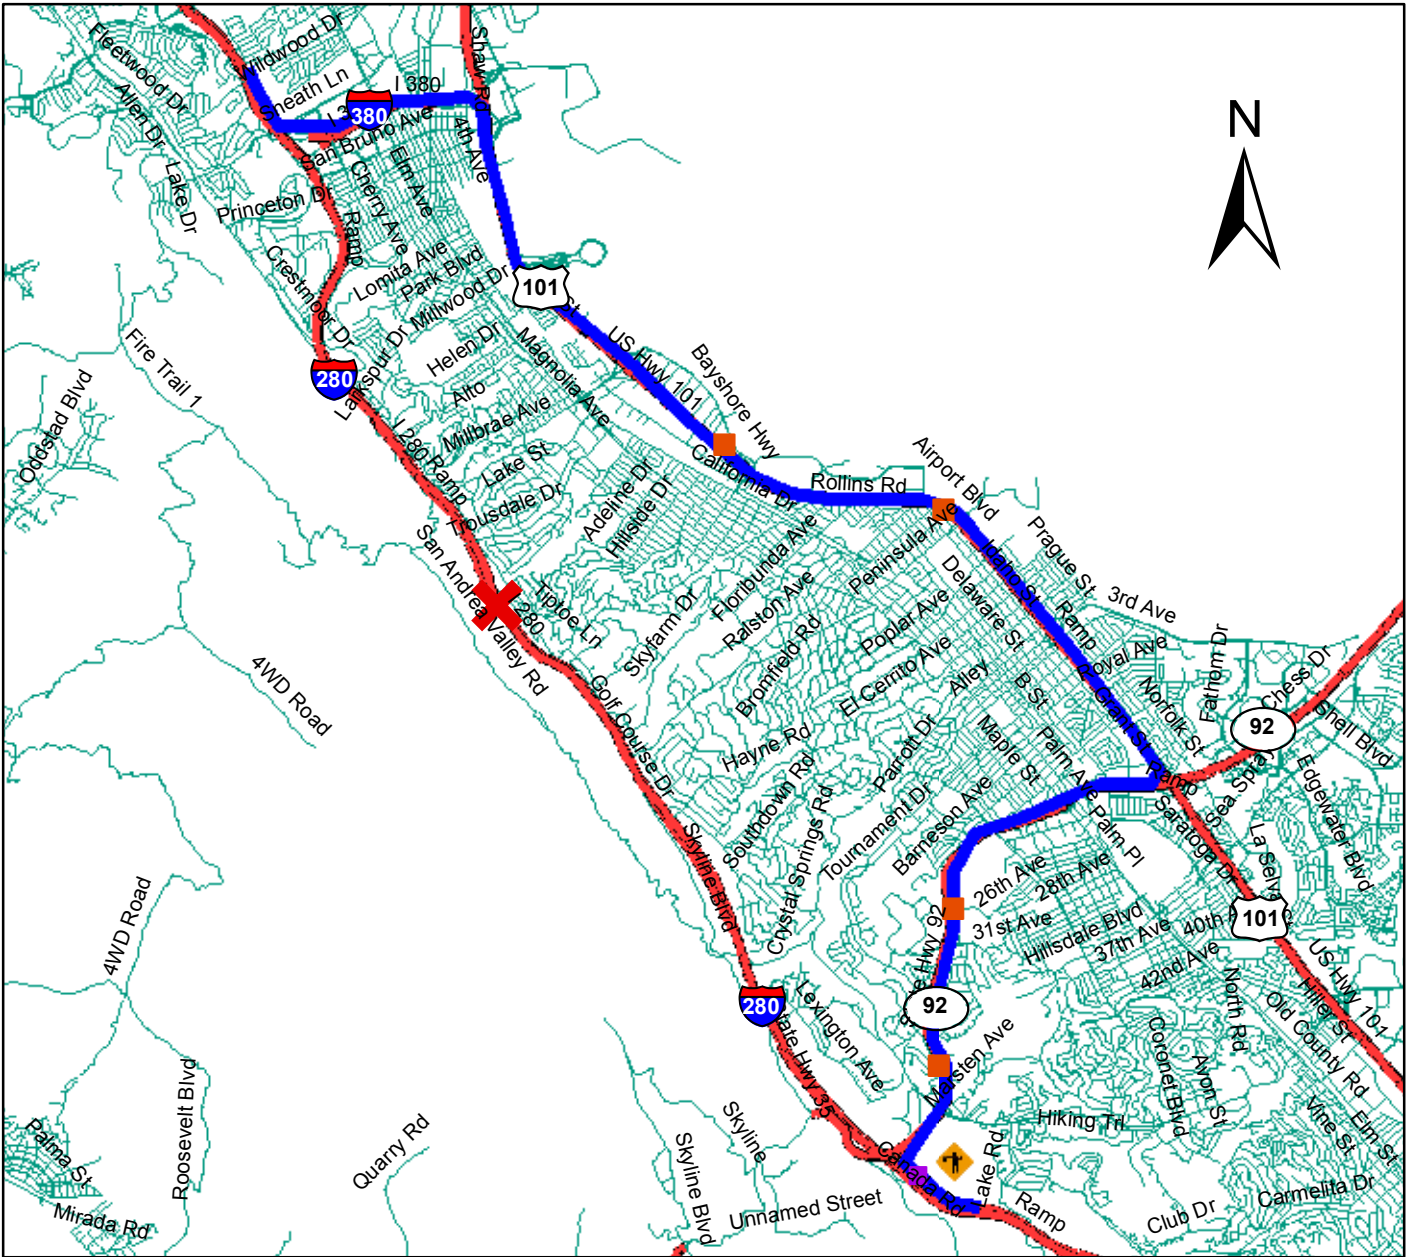 Wildwood Dr
Fleetwood Dr
Shaw Rd
Sneath Ln
I 380
Allen Dr
380
San Bruno Ave
4th Ave
N
Lake Dr
Elm Ave
Cherry Ave
Princeton Dr
Ramp
Crestmoor Dr
Lomita Ave
Park Blvd
Millwood Dr
101
St
US Hwy 101
Bayshore Hwy
Fire Trail 1
Larkspur Dr
Helen Dr
Magnolia Ave
280
Oddstad Blvd
Alto
Millbrae Ave
I 280
Ramp
Lake St
Trousdale Dr
Adeline Dr
Hillside Dr
California Dr
Rollins Rd
Airport Blvd
San Andreas Valley Rd
280
Tiptoe Ln
Skyfarm Dr
Floribunda Ave
Ralston Ave
Bromfield Rd
Peninsula Ave
Idaho St
Prague St
Ramp
3rd Ave
Delaware St
Poplar Ave
El Cerrito Ave
Alley
Royal Ave
Fathom Dr
Chess Dr
4WD Road
Golf Course Dr
B St
Grant St
Norfolk St
Shell Blvd
92
Hayne Rd
Parrott Dr
Maple St
Palm Ave
Ramp
Sea Spray
Edgewater Blvd
Skyline Blvd
Southdown Rd
Crystal Springs Rd
Tournament Dr
Barneson Ave
Palm Pl
Saratoga Dr
La Selva
26th Ave
28th Ave
31st Ave
Hillsdale Blvd
37th Ave
40th
101
42nd Ave
4WD Road
Hwy 92
280
Lexington Ave
92
North Rd
Old County Rd
Hiller St
US Hwy 101
State Hwy 35
Marsten Ave
Coronet Blvd
Avon St
Roosevelt Blvd
Palma St
Mirada Rd
Quarry Rd
Skyline
Skyline Blvd
Unnamed Street
Canada Rd
Lake Rd
Ramp
Hiking Trl
Vine St
Elm St
Club Dr
Carmelita Dr